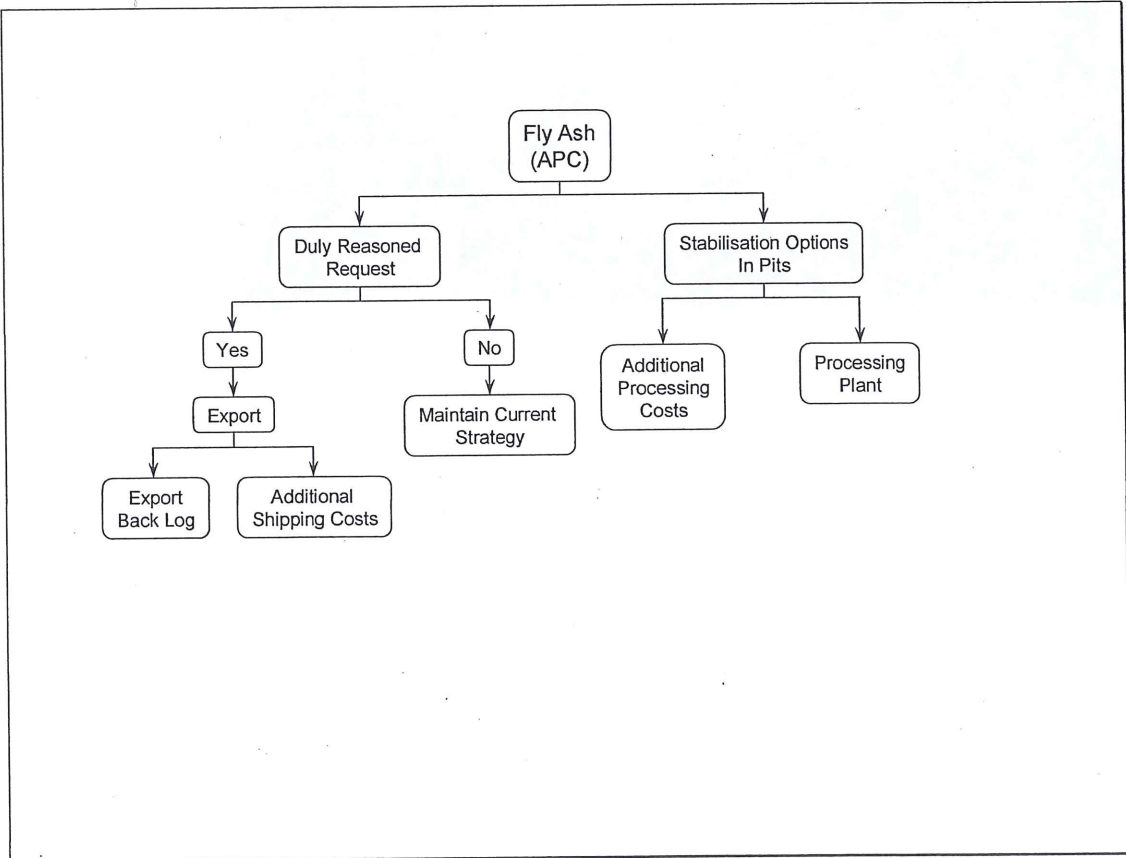 Fly Ash
(APC)
Duly Reasoned
Request
Stabilisation Options
In Pits
Yes
No
Additional
Processing
Costs
Processing
Plant
Export
Maintain Current
Strategy
Export
Back Log
Additional
Shipping Costs